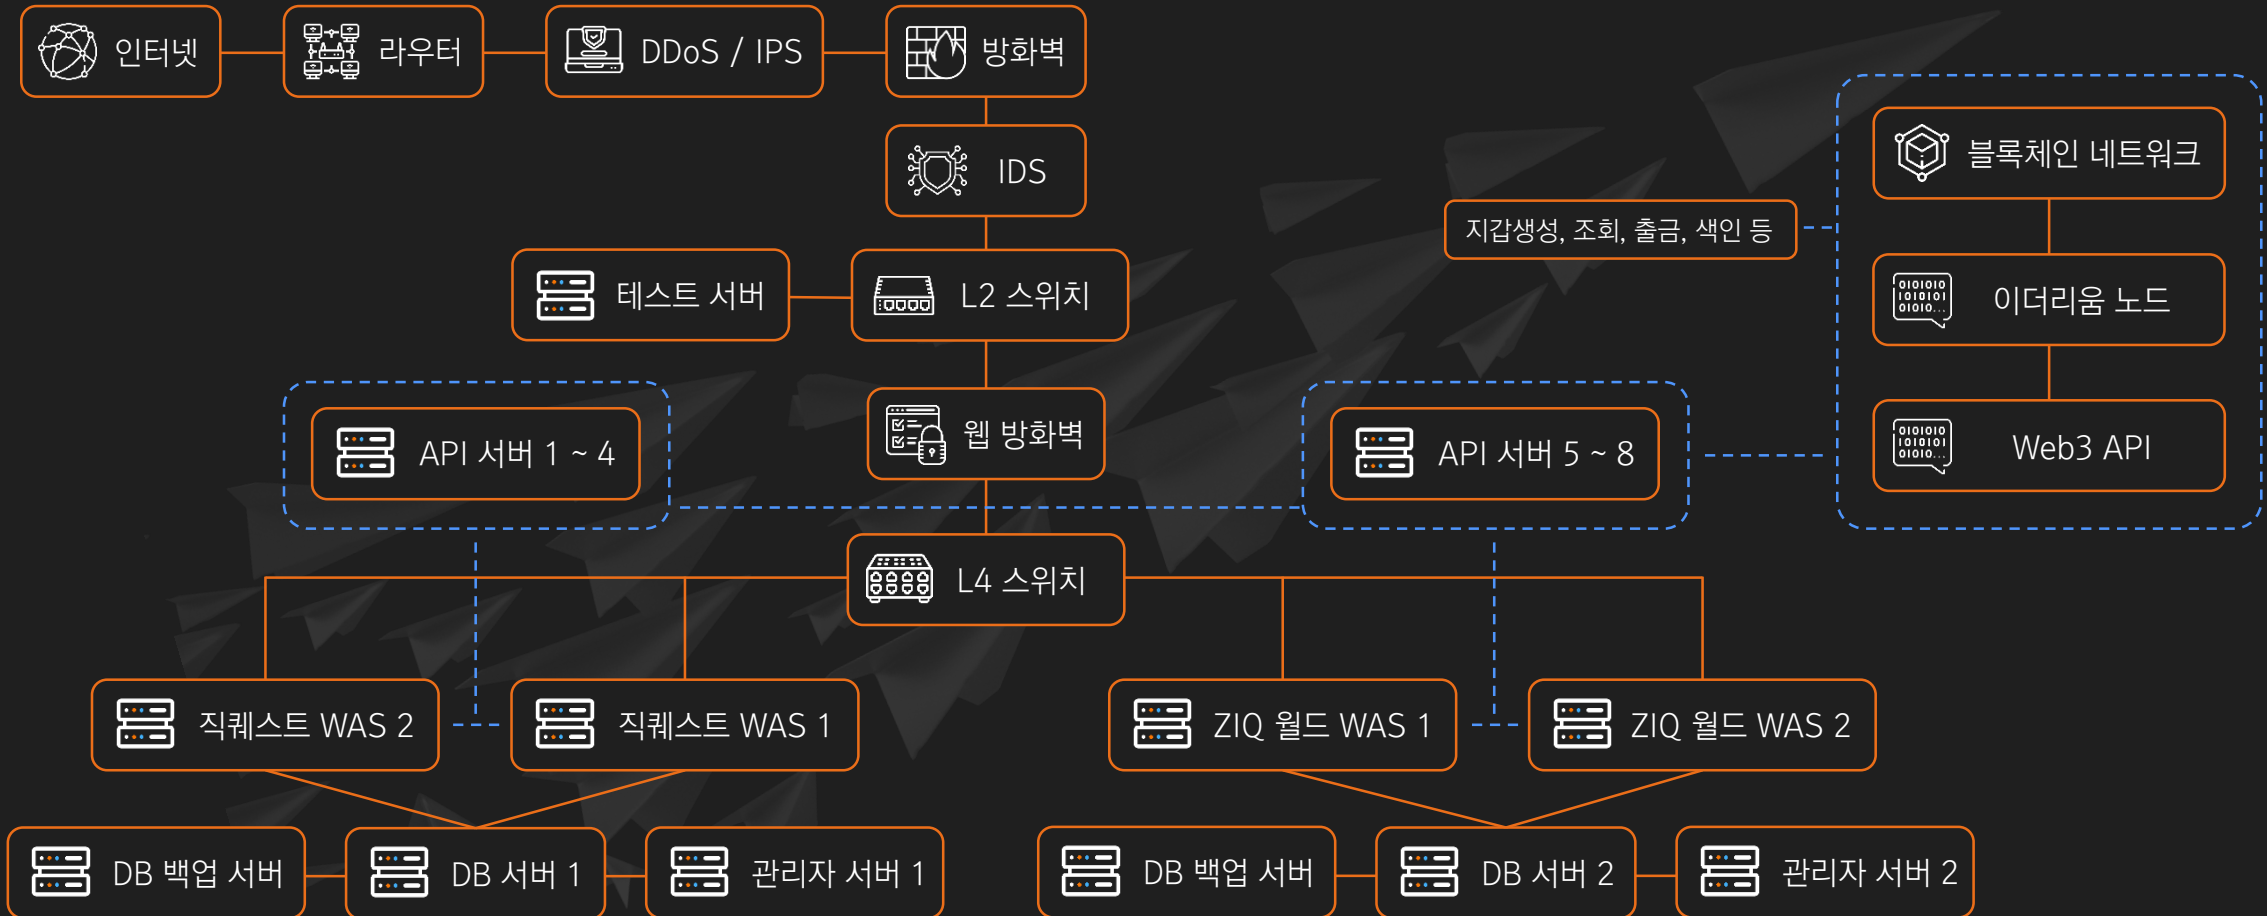 인터넷
라우터
DDoS / IPS
방화벽
IDS
블록체인 네트워크
지갑생성, 조회, 출금, 색인 등
테스트 서버
L2 스위치
이더리움 노드
API 서버 1 ~ 4
웹 방화벽
API 서버 5 ~ 8
Web3 API
L4 스위치
직퀘스트 WAS 2
직퀘스트 WAS 1
ZIQ 월드 WAS 1
ZIQ 월드 WAS 2
DB 백업 서버
DB 서버 1
관리자 서버 1
DB 백업 서버
DB 서버 2
관리자 서버 2